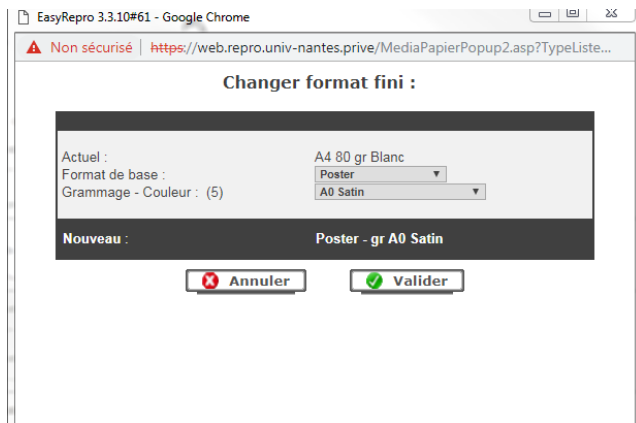 EasyRepro 3.3.10#61 - Google Chrome
Non sécurisé | https://web.repro.univ-nantes.prive/MediaPapierPopup2.asp?TypeListe...
Changer format fini :
Actuel : A4 80 gr Blanc
Format de base : Poster
Grammage - Couleur : (5) A0 Satin
Nouveau : Poster - gr A0 Satin
Annuler Valider